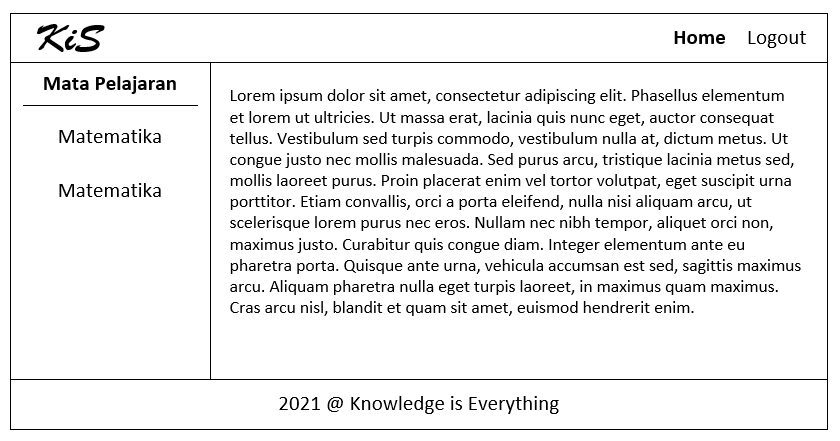 KiS
Home Logout
Mata Pelajaran
Matematika
Matematika
Lorem ipsum dolor sit amet, consectetur adipiscing elit. Phasellus elementum
et lorem ut ultricies. Ut massa erat, lacinia quis nunc eget, auctor consequat
tellus. Vestibulum sed turpis commodo, vestibulum nulla at, dictum metus. Ut
congue justo nec mollis malesuada. Sed purus arcu, tristique lacinia metus sed,
mollis laoreet purus. Proin placerat enim vel tortor volutpat, eget suscipit urna
porttitor. Etiam convallis, orci a porta eleifend, nulla nisi aliquam arcu, ut
scelerisque lorem purus nec eros. Nullam nec nibh tempor, aliquet orci non,
maximus justo. Curabitur quis congue diam. Integer elementum ante eu
pharetra porta. Quisque ante urna, vehicula accumsan est sed, sagittis maximus
arcu. Aliquam pharetra nulla eget turpis laoreet, in maximus quam maximus.
Cras arcu nisl, blandit et quam sit amet, euismod hendrerit enim.
2021 @ Knowledge is Everything